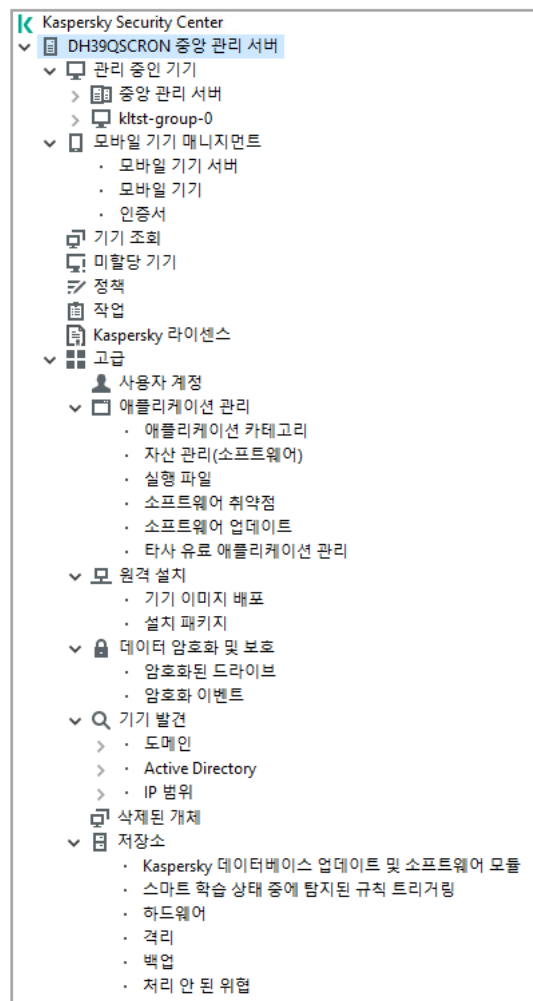 Kaspersky Security Center
DH39QSCRON 중앙 관리 서버
관리 중인 기기
중앙 관리 서버
kltst-group-0
모바일 기기 매니지먼트
모바일 기기 서버
모바일 기기
인증서
기기 조회
미할당 기기
정책
작업
Kaspersky 라이센스
고급
사용자 계정
애플리케이션 관리
애플리케이션 카테고리
자산 관리(소프트웨어)
실행 파일
소프트웨어 취약점
소프트웨어 업데이트
타사 유료 애플리케이션 관리
원격 설치
기기 이미지 배포
설치 패키지
데이터 암호화 및 보호
암호화된 드라이브
암호화 이벤트
기기 발견
도메인
Active Directory
IP 범위
삭제된 개체
저장소
Kaspersky 데이터베이스 업데이트 및 소프트웨어 모듈
스마트 학습 상태 중에 탐지된 규칙 트리거링
하드웨어
격리
백업
처리 안 된 위협